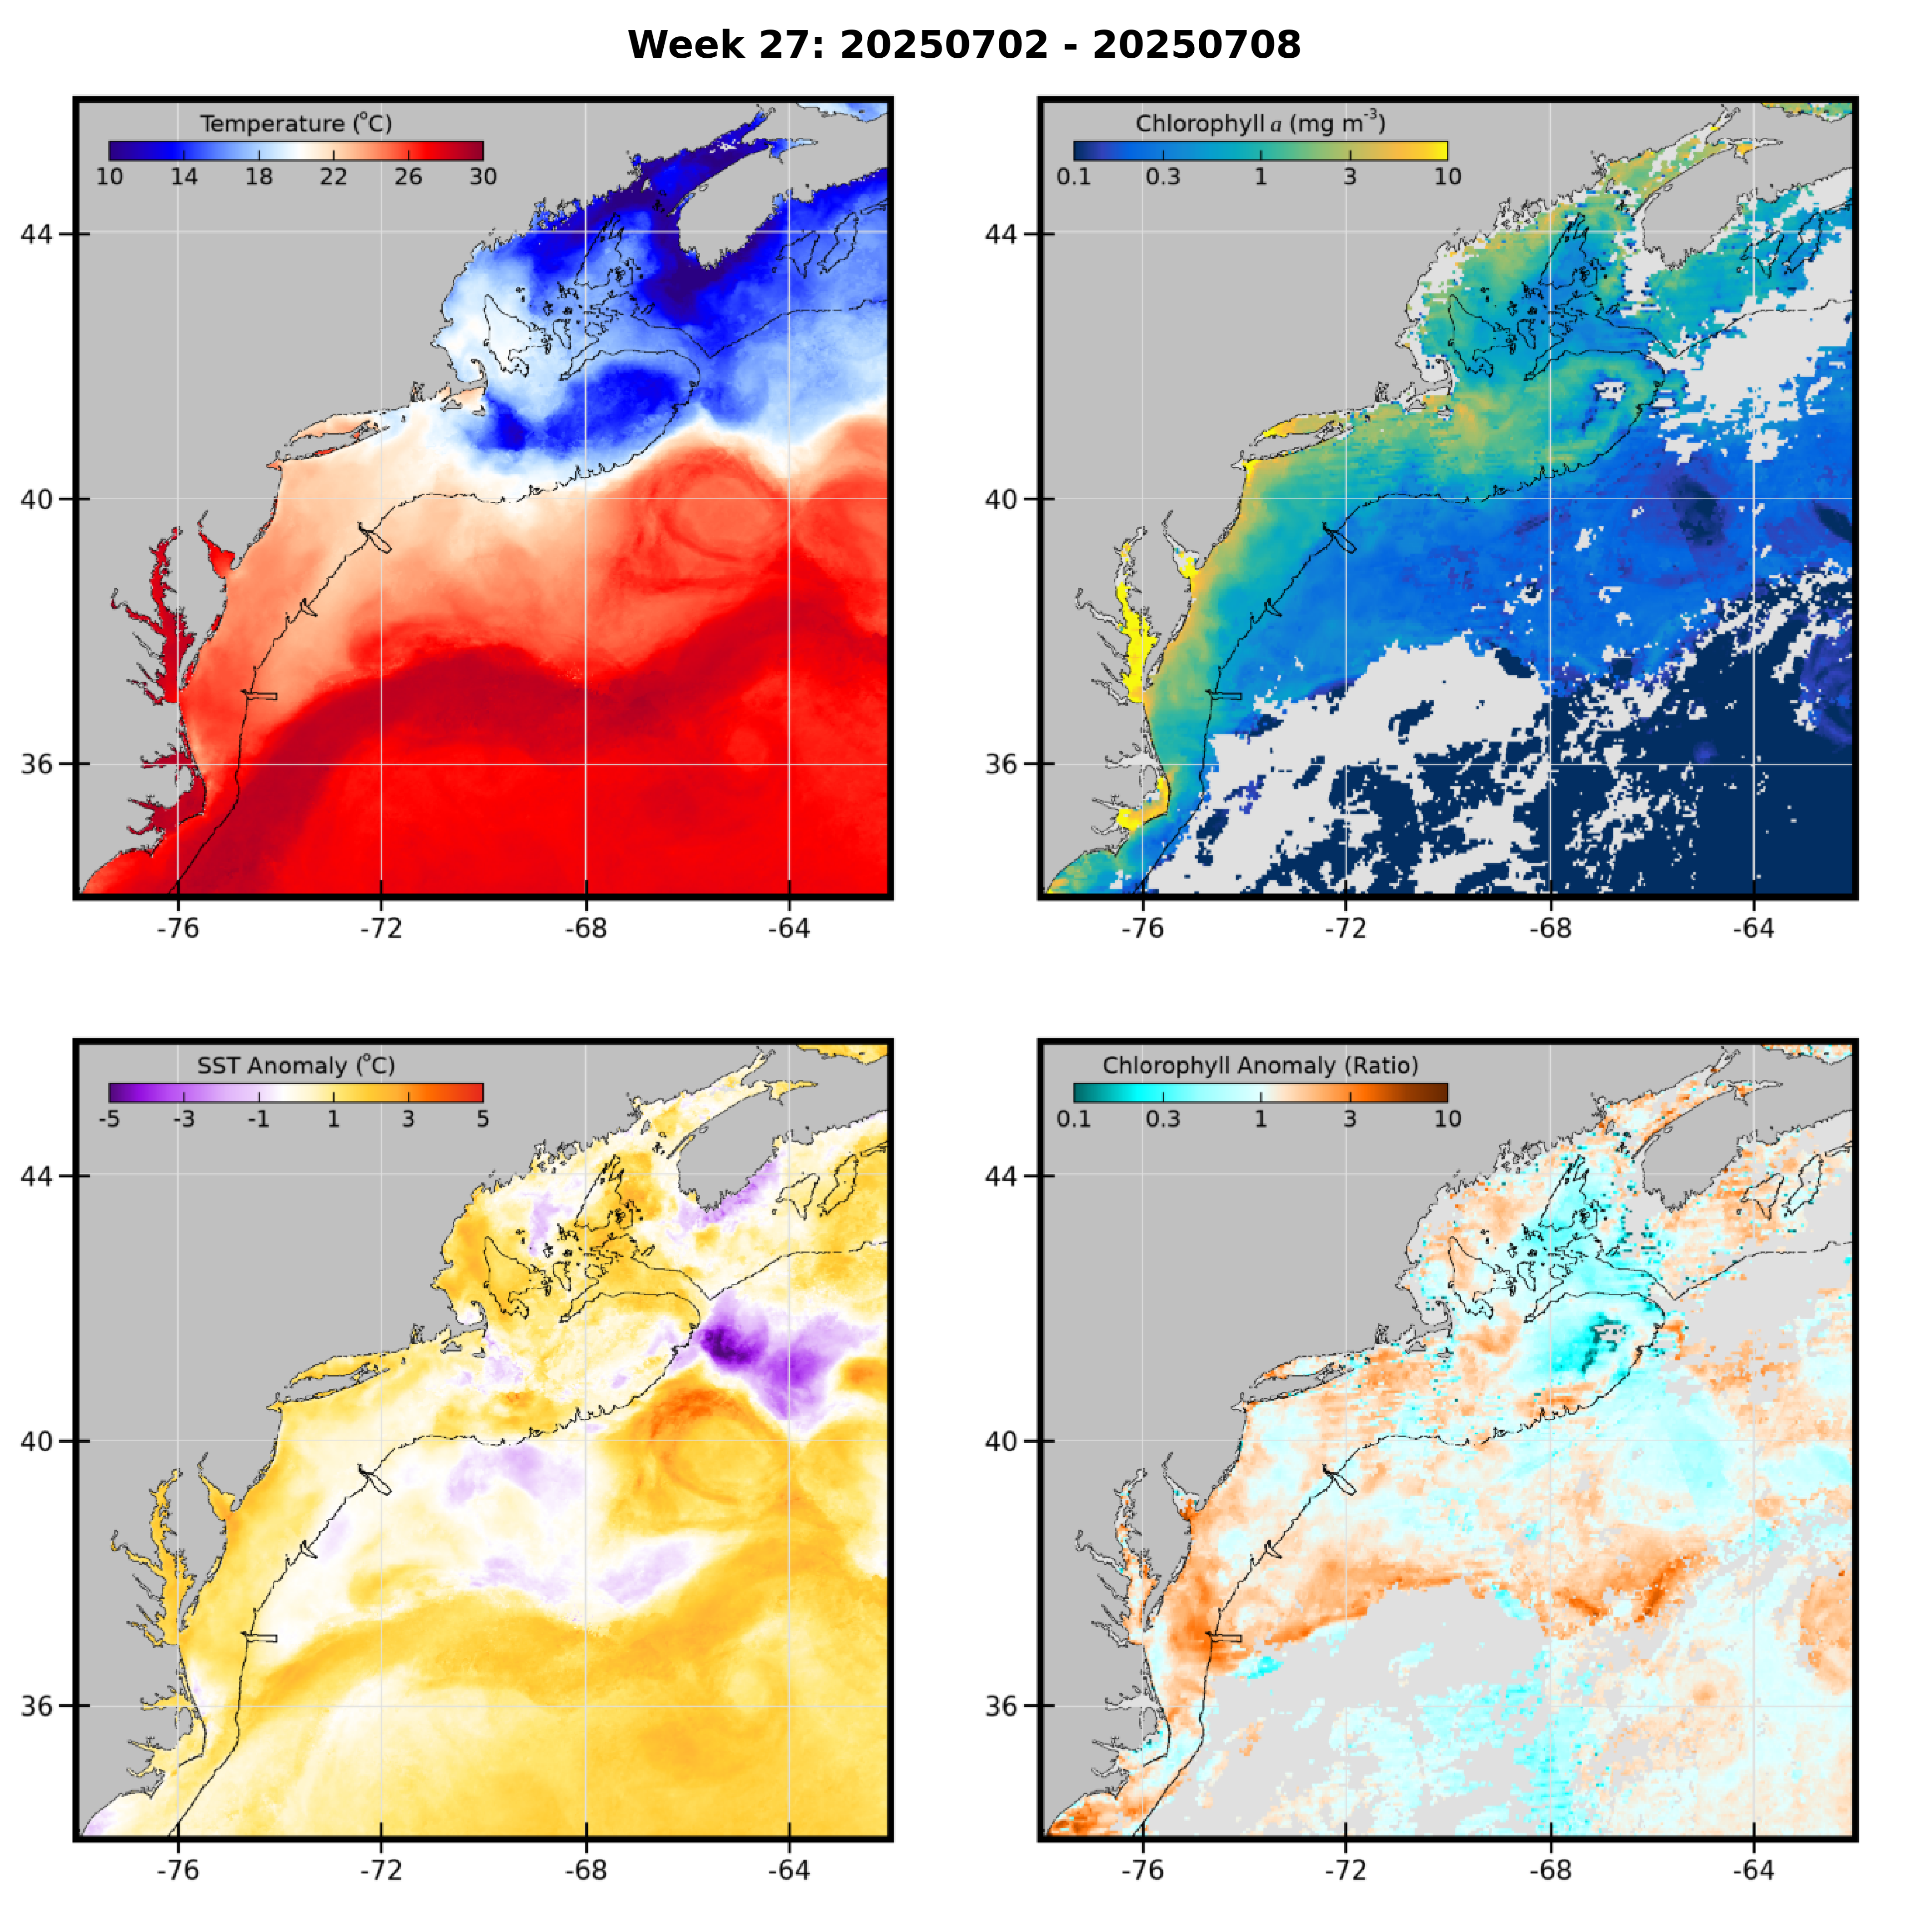 Week 27: 20250702 - 20250708
Temperature (°C)
10 14 18 22 26 30
44
40
36
-76 -72 -68 -64
Chlorophyll a (mg m⁻³)
0.1 0.3 1 3 10
44
40
36
-76 -72 -68 -64
SST Anomaly (°C)
-5 -3 -1 1 3 5
44
40
36
-76 -72 -68 -64
Chlorophyll Anomaly (Ratio)
0.1 0.3 1 3 10
44
40
36
-76 -72 -68 -64